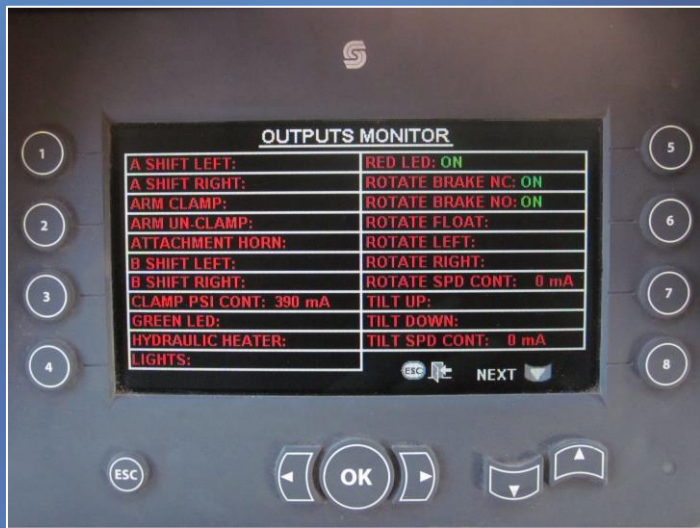 OUTPUTS MONITOR
A SHIFT LEFT:
A SHIFT RIGHT:
ARM CLAMP:
ARM UN-CLAMP:
ATTACHMENT HORN:
B SHIFT LEFT:
B SHIFT RIGHT:
CLAMP PSI CONT: 390 mA
GREEN LED:
HYDRAULIC HEATER:
LIGHTS:
RED LED: ON
ROTATE BRAKE NC: ON
ROTATE BRAKE NO: ON
ROTATE FLOAT:
ROTATE LEFT:
ROTATE RIGHT:
ROTATE SPD CONT: 0 mA
TILT UP:
TILT DOWN:
TILT SPD CONT: 0 mA
ESC NEXT
1
2
3
4
5
6
7
8
ESC
OK